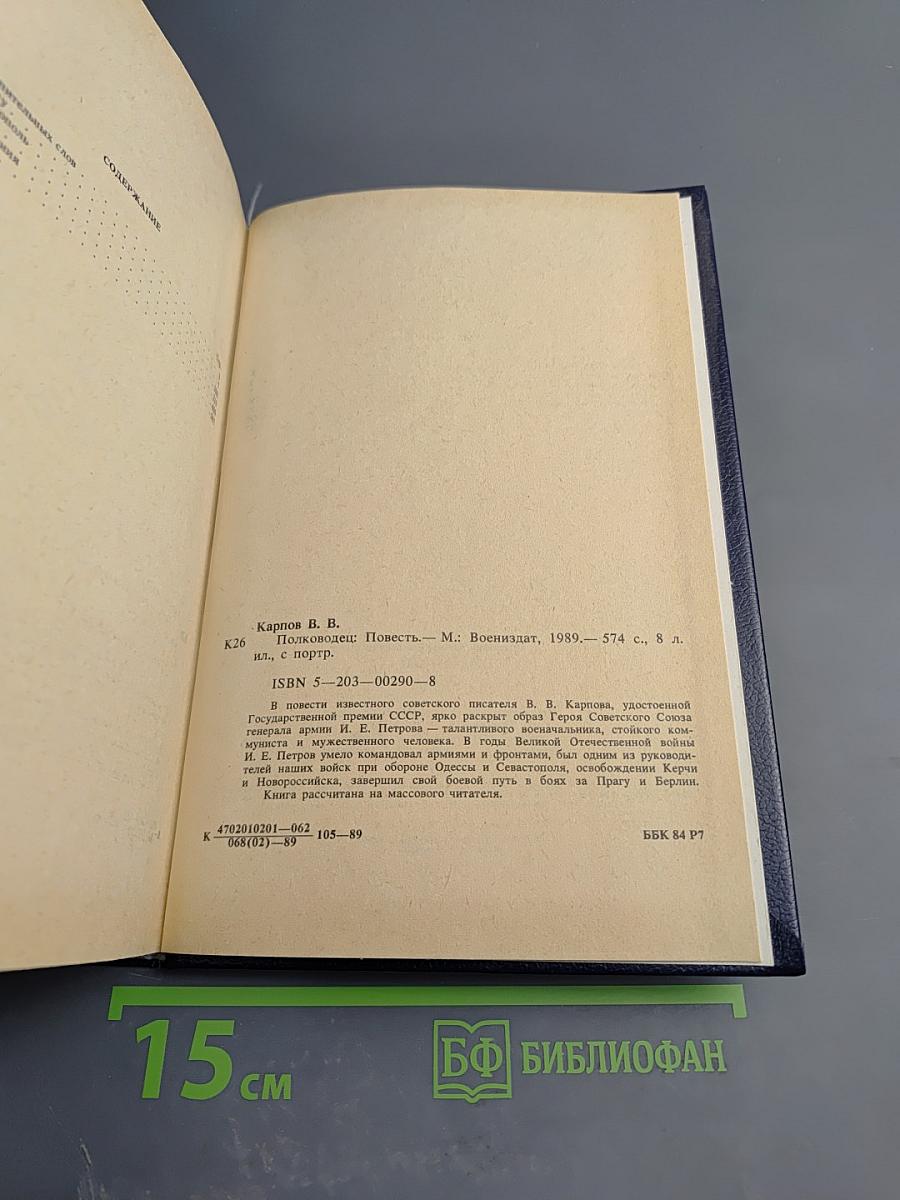 слов
СОДЕРЖАНИЕ
Карпов В. В.
К26 Полководец: Повесть.— М.: Воениздат, 1989.— 574 с., 8 л.
ил., с портр.
ISBN 5—203—00290—8
В повести известного советского писателя В. В. Карпова, удостоенной
Государственной премии СССР, ярко раскрыт образ Героя Советского Союза
генерала армии И. Е. Петрова — талантливого военачальника, стойкого ком-
муниста и мужественного человека. В годы Великой Отечественной войны
И. Е. Петров умело командовал армиями и фронтами, был одним из руководи-
телей наших войск при обороне Одессы и Севастополя, освобождении Керчи
и Новороссийска, завершил свой боевой путь в боях за Прагу и Берлин.
Книга рассчитана на массового читателя.
К 4702010201—062 105—89 ББК 84 Р7
068(02)—89
15 см БФ БИБЛИОФАН